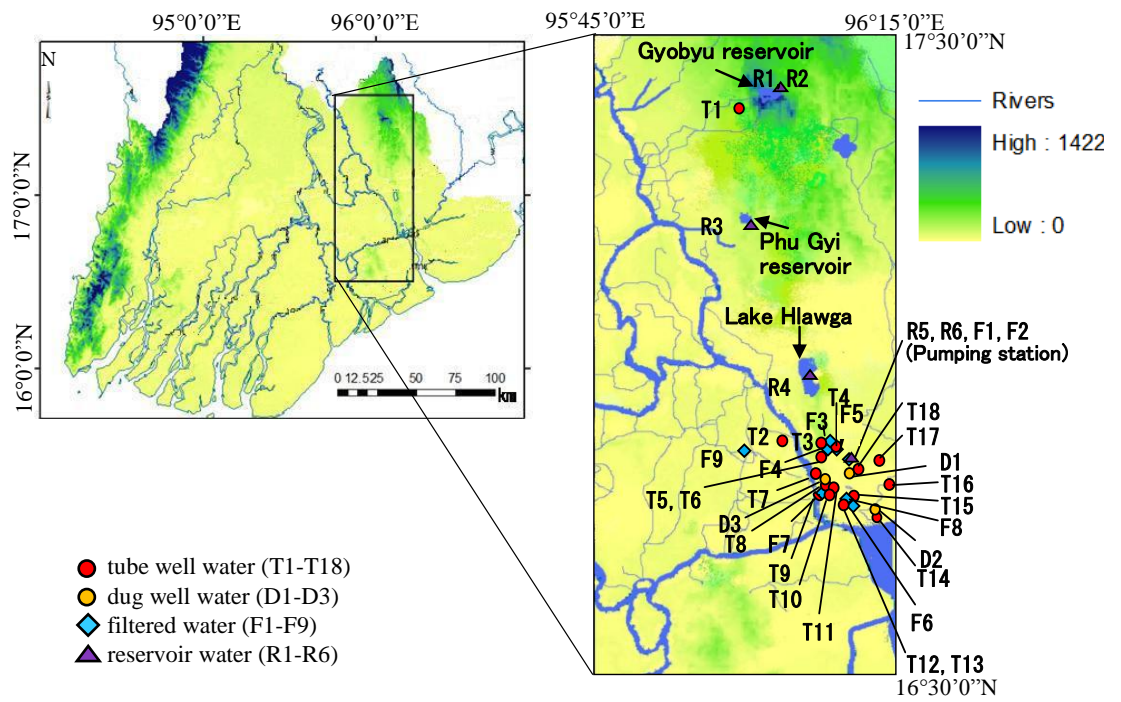 95°0’0”E
96°0’0”E
N
17°0’0”N
16°0’0”N
0 12.525 50 75 100
km
95°45’0”E
96°15’0”E
17°30’0”N
Gyobyu reservoir
R1 R2
T1
R3
Phu Gyi
reservoir
Lake Hlawga
R4
R5, R6, F1, F2
(Pumping station)
T4
F3 F5
T2 T3
F9 F4
T18
T17
D1
T5, T6
T7
T16
T15
D3
F8
T8 F7
D2
T9
T14
T10
F6
T11
T12, T13
16°30’0”N
Rivers
High : 1422
Low : 0
tube well water (T1-T18)
dug well water (D1-D3)
filtered water (F1-F9)
reservoir water (R1-R6)